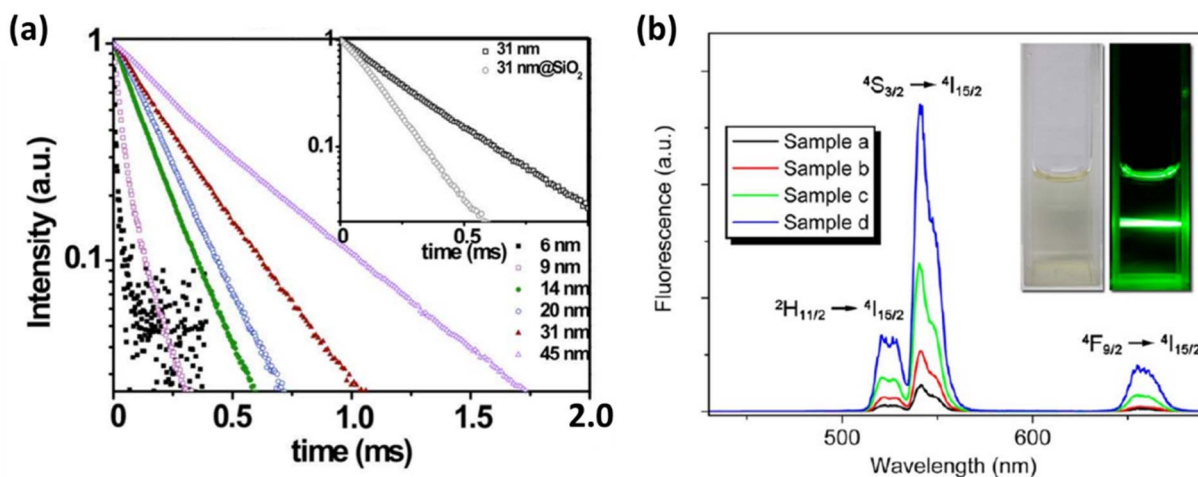 (a)
Intensity (a.u.)
1
0.1
0
0.5
1.0
1.5
2.0
time (ms)
6 nm
9 nm
14 nm
20 nm
31 nm
45 nm
1
0.1
0
0.5
time (ms)
31 nm
31 nm@SiO₂
(b)
Fluorescence (a.u.)
Sample a
Sample b
Sample c
Sample d
⁴S₃/₂ → ⁴I₁₅/₂
²H₁₁/₂ → ⁴I₁₅/₂
⁴F₉/₂ → ⁴I₁₅/₂
500
600
Wavelength (nm)